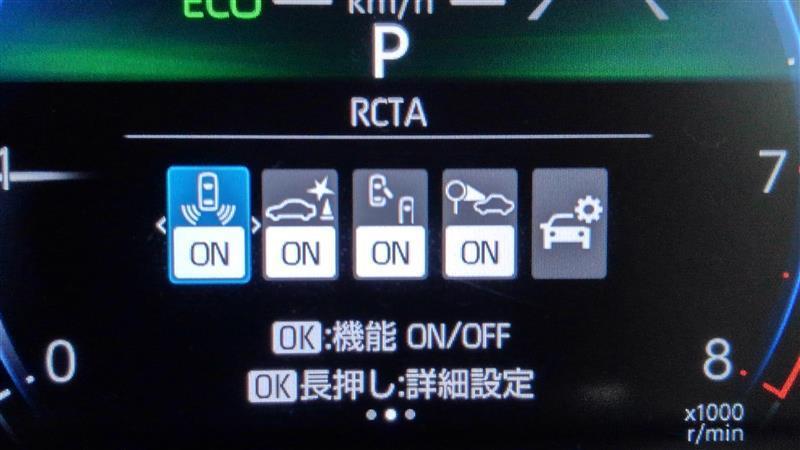 ECO km/h
P
RCTA
7
ON ON ON ON
OK:機能 ON/OFF
0 8
OK長押し:詳細設定
x1000
r/min